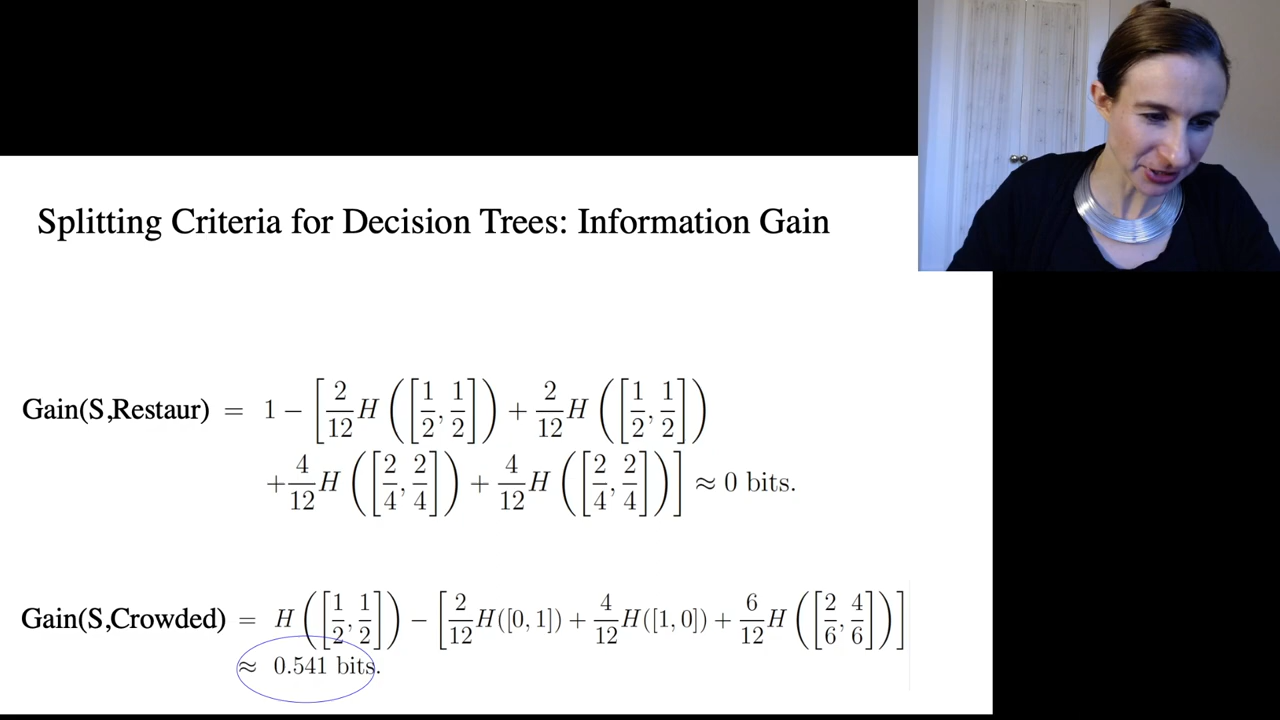 Splitting Criteria for Decision Trees: Information Gain
Gain(S,Restaur) = 1 − [ 2/12 H ([1/2, 1/2]) + 2/12 H ([1/2, 1/2])
+ 4/12 H ([2/4, 2/4]) + 4/12 H ([2/4, 2/4]) ] ≈ 0 bits.
Gain(S,Crowded) = H ([1/2, 1/2]) − [ 2/12 H([0, 1]) + 4/12 H([1, 0]) + 6/12 H ([2/6, 4/6]) ]
≈ 0.541 bits.